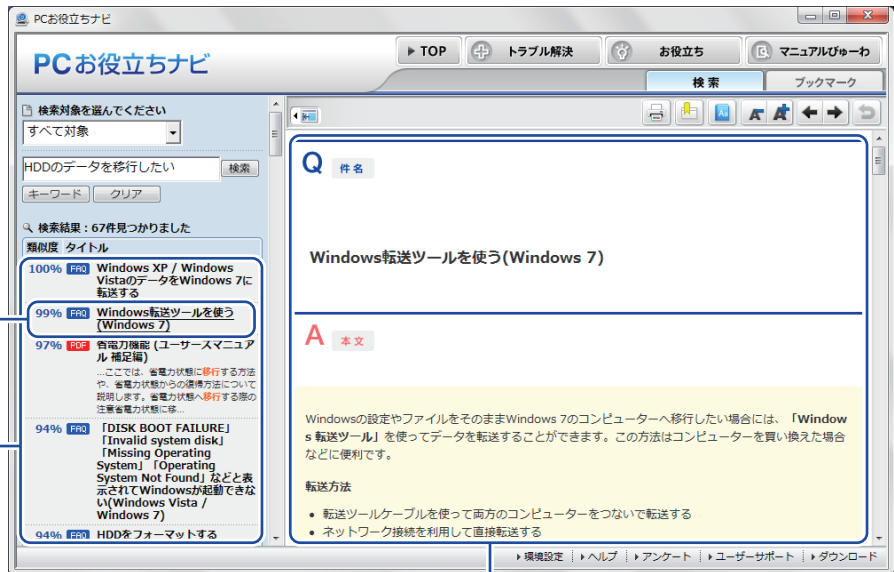 PCお役立ちナビ
PCお役立ちナビ
TOP
トラブル解決
お役立ち
マニュアルびゅーわ
検索
ブックマーク
検索対象を選んでください
すべて対象
HDDのデータを移行したい
検索
キーワード
クリア
検索結果：67件見つかりました
類似度 タイトル
100% FAQ Windows XP / Windows
VistaのデータをWindows 7に
転送する
99% FAQ Windows転送ツールを使う
(Windows 7)
97% PDF 省電力機能 (ユーザーズマニュア
ル 補足編)
...ここでは、省電力状態に移行する方法
や、省電力状態からの復帰方法について
説明します。省電力状態へ移行する際の
注意省電力状態に移...
94% FAQ 「DISK BOOT FAILURE」
「Invalid system disk」
「Missing Operating
System」「Operating
System Not Found」などと表
示されてWindowsが起動できな
い(Windows Vista /
Windows 7)
94% FAQ HDDをフォーマットする
Q 件名
Windows転送ツールを使う(Windows 7)
A 本文
Windowsの設定やファイルをそのままWindows 7のコンピューターへ移行したい場合には、「Window
s 転送ツール」を使ってデータを転送することができます。この方法はコンピューターを買い換えた場合
などに便利です。
転送方法
• 転送ツールケーブルを使って両方のコンピューターをつないで転送する
• ネットワーク接続を利用して直接転送する
環境設定
ヘルプ
アンケート
ユーザーサポート
ダウンロード